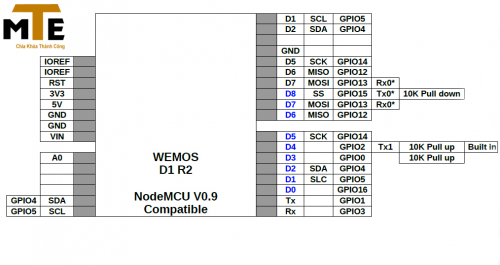 MTE
Chìa Khóa Thành Công
D1 SCL GPIO5
D2 SDA GPIO4
GND
IOREF D5 SCK GPIO14
IOREF D6 MISO GPIO12
RST D7 MOSI GPIO13 Rx0*
3V3 D8 SS GPIO15 Tx0* 10K Pull down
5V D7 MOSI GPIO13 Rx0*
GND D6 MISO GPIO12
GND
VIN D5 SCK GPIO14
D4 GPIO2 Tx1 10K Pull up Built in
A0 D3 GPIO0 10K Pull up
WEMOS
D1 R2
D2 SDA GPIO4
D1 SLC GPIO5
D0 GPIO16
NodeMCU V0.9
Compatible
GPIO4 SDA Tx GPIO1
GPIO5 SCL Rx GPIO3